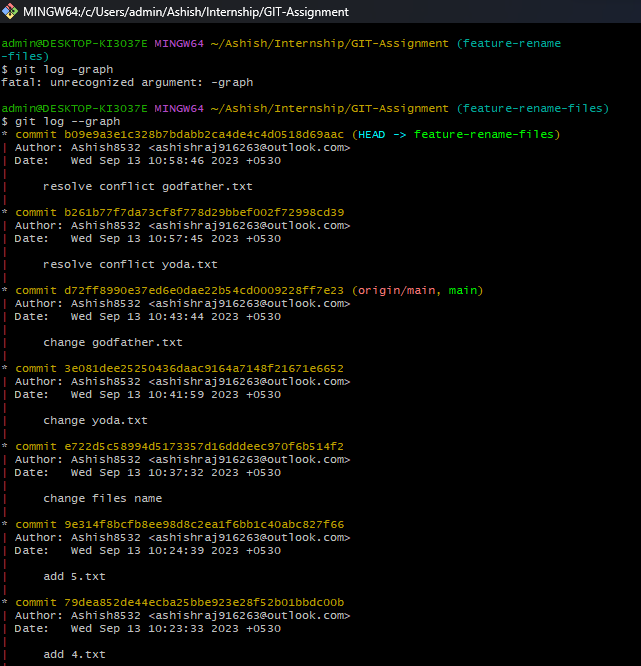 MINGW64:/c/Users/admin/Ashish/Internship/GIT-Assignment
admin@DESKTOP-KI3037E MINGW64 ~/Ashish/Internship/GIT-Assignment (feature-rename
-files)
$ git log -graph
fatal: unrecognized argument: -graph
admin@DESKTOP-KI3037E MINGW64 ~/Ashish/Internship/GIT-Assignment (feature-rename-files)
$ git log --graph
* commit b09e9a3e1c328b7bdabb2ca4de4c4d0518d69aac (HEAD -> feature-rename-files)
| Author: Ashish8532 <ashishraj916263@outlook.com>
| Date:   Wed Sep 13 10:58:46 2023 +0530
|
|     resolve conflict godfather.txt
|
* commit b261b77f7da73cf8f778d29bbef002f72998cd39
| Author: Ashish8532 <ashishraj916263@outlook.com>
| Date:   Wed Sep 13 10:57:45 2023 +0530
|
|     resolve conflict yoda.txt
|
* commit d72ff8990e37ed6e0dae22b54cd0009228ff7e23 (origin/main, main)
| Author: Ashish8532 <ashishraj916263@outlook.com>
| Date:   Wed Sep 13 10:43:44 2023 +0530
|
|     change godfather.txt
|
* commit 3e081dee25250436daac9164a7148f21671e6652
| Author: Ashish8532 <ashishraj916263@outlook.com>
| Date:   Wed Sep 13 10:41:59 2023 +0530
|
|     change yoda.txt
|
* commit e722d5c58994d5173357d16dddeec970f6b514f2
| Author: Ashish8532 <ashishraj916263@outlook.com>
| Date:   Wed Sep 13 10:37:32 2023 +0530
|
|     change files name
|
* commit 9e314f8bcfb8ee98d8c2ea1f6bb1c40abc827f66
| Author: Ashish8532 <ashishraj916263@outlook.com>
| Date:   Wed Sep 13 10:24:39 2023 +0530
|
|     add 5.txt
|
* commit 79dea852de44ecba25bbe923e28f52b01bbdc00b
| Author: Ashish8532 <ashishraj916263@outlook.com>
| Date:   Wed Sep 13 10:23:33 2023 +0530
|
|     add 4.txt